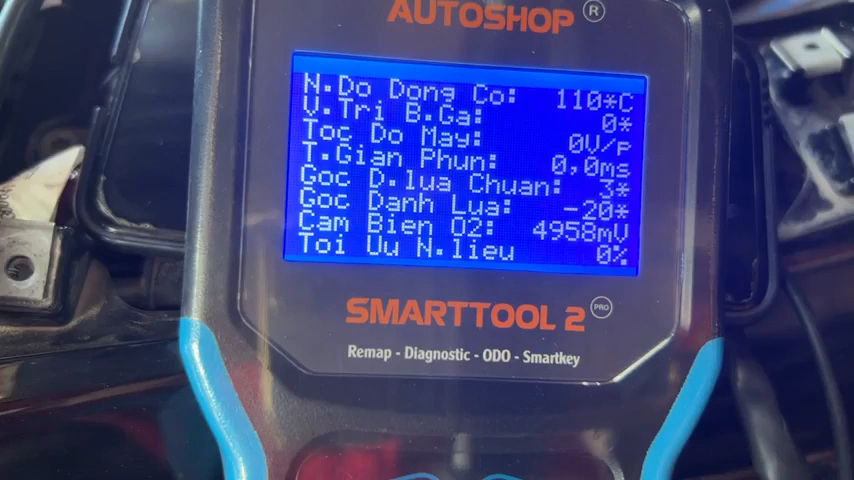 AUTOSHOP ®
N.Do Dong Co: 110*C
V.Tri B.Ga: 0*
Toc Do May: 0V/p
T.Gian Phun: 0,0ms
Goc D.lua Chuan: 3*
Goc Danh Lua: -20*
Cam Bien O2: 4958mV
Toi Uu N.lieu 0%
SMARTTOOL 2 PRO
Remap - Diagnostic - ODO - Smartkey